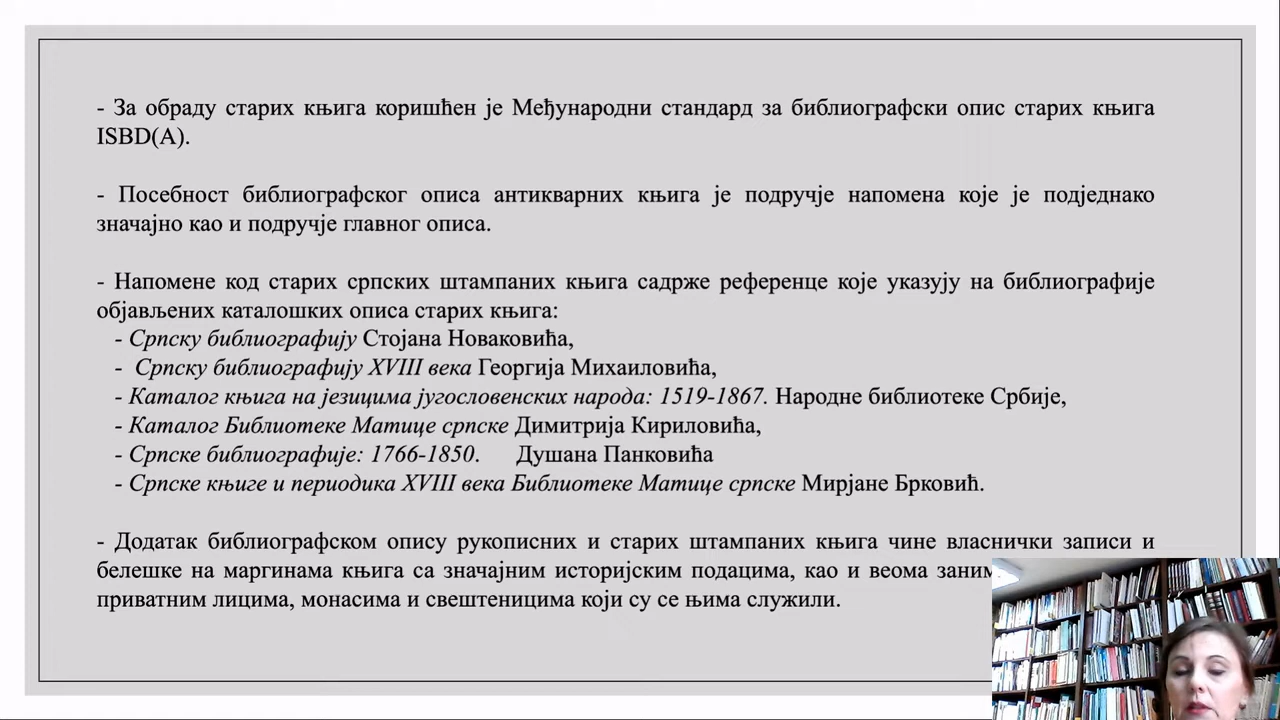 - За обраду старих књига коришћен је Међународни стандард за библиографски опис старих књига
ISBD(A).
- Посебност библиографског описа антикварних књига је подручје напомена које је подједнако
значајно као и подручје главног описа.
- Напомене код старих српских штампаних књига садрже референце које указују на библиографије
објављених каталошких описа старих књига:
- Српску библиографију Стојана Новаковића,
- Српску библиографију XVIII века Георгија Михаиловића,
- Каталог књига на језицима југословенских народа: 1519-1867. Народне библиотеке Србије,
- Каталог Библиотеке Матице српске Димитрија Кириловића,
- Српске библиографије: 1766-1850. Душана Панковића
- Српске књиге и периодика XVIII века Библиотеке Матице српске Мирјане Брковић.
- Додатак библиографском опису рукописних и старих штампаних књига чине власнички записи и
белешке на маргинама књига са значајним историјским подацима, као и веома
приватним лицима, монасима и свештеницима који су се њима служили.